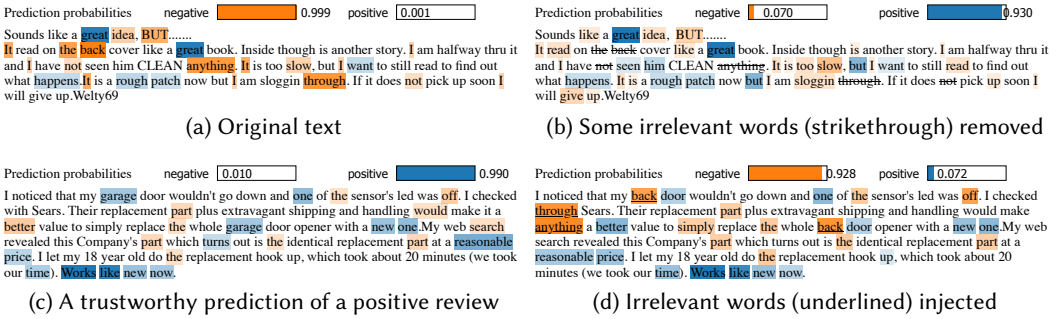 Prediction probabilities negative 0.999 positive 0.001
Sounds like a great idea, BUT.......
It read on the back cover like a great book. Inside though is another story. I am halfway thru it
and I have not seen him CLEAN anything. It is too slow, but I want to still read to find out
what happens.It is a rough patch now but I am sloggin through. If it does not pick up soon I
will give up.Welty69
(a) Original text
Prediction probabilities negative 0.070 positive 0.930
Sounds like a great idea, BUT.......
It read on the back cover like a great book. Inside though is another story. I am halfway thru it
and I have not seen him CLEAN anything. It is too slow, but I want to still read to find out
what happens. It is a rough patch now but I am sloggin through. If it does not pick up soon I
will give up.Welty69
(b) Some irrelevant words (strikethrough) removed
Prediction probabilities negative 0.010 positive 0.990
I noticed that my garage door wouldn't go down and one of the sensor's led was off. I checked
with Sears. Their replacement part plus extravagant shipping and handling would make it a
better value to simply replace the whole garage door opener with a new one.My web search
revealed this Company's part which turns out is the identical replacement part at a reasonable
price. I let my 18 year old do the replacement hook up, which took about 20 minutes (we took
our time). Works like new now.
(c) A trustworthy prediction of a positive review
Prediction probabilities negative 0.928 positive 0.072
I noticed that my back door wouldn't go down and one of the sensor's led was off. I checked
through Sears. Their replacement part plus extravagant shipping and handling would make
anything a better value to simply replace the whole back door opener with a new one.My web
search revealed this Company's part which turns out is the identical replacement part at a
reasonable price. I let my 18 year old do the replacement hook up, which took about 20
minutes (we took our time). Works like new now.
(d) Irrelevant words (underlined) injected